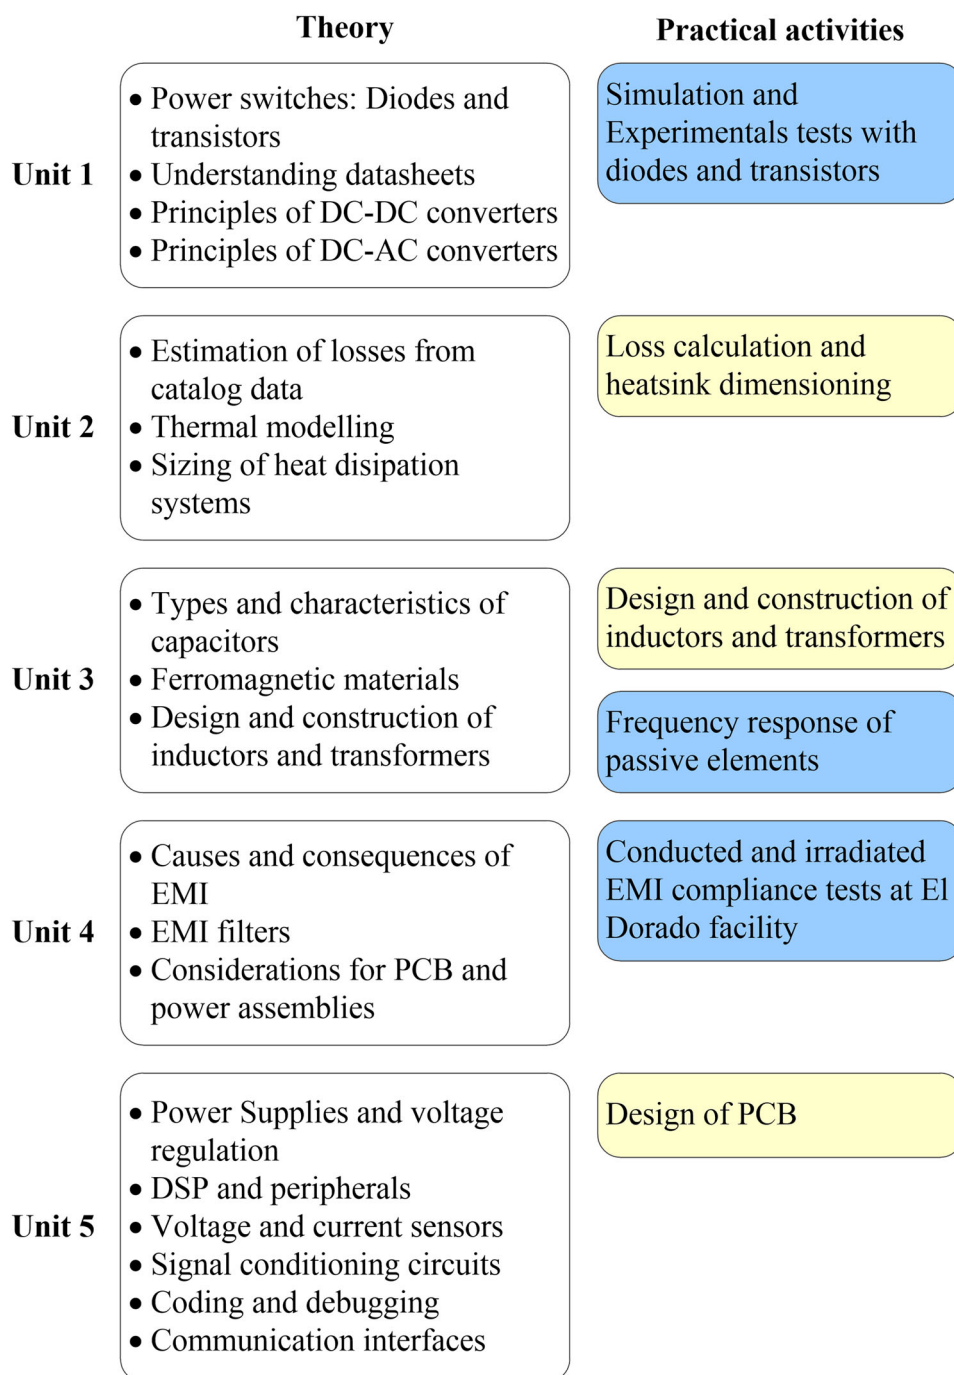 Theory
Practical activities
Unit 1
• Power switches: Diodes and
transistors
• Understanding datasheets
• Principles of DC-DC converters
• Principles of DC-AC converters
Simulation and
Experimentals tests with
diodes and transistors
Unit 2
• Estimation of losses from
catalog data
• Thermal modelling
• Sizing of heat disipation
systems
Loss calculation and
heatsink dimensioning
Unit 3
• Types and characteristics of
capacitors
• Ferromagnetic materials
• Design and construction of
inductors and transformers
Design and construction of
inductors and transformers
Frequency response of
passive elements
Unit 4
• Causes and consequences of
EMI
• EMI filters
• Considerations for PCB and
power assemblies
Conducted and irradiated
EMI compliance tests at El
Dorado facility
Unit 5
• Power Supplies and voltage
regulation
• DSP and peripherals
• Voltage and current sensors
• Signal conditioning circuits
• Coding and debugging
• Communication interfaces
Design of PCB